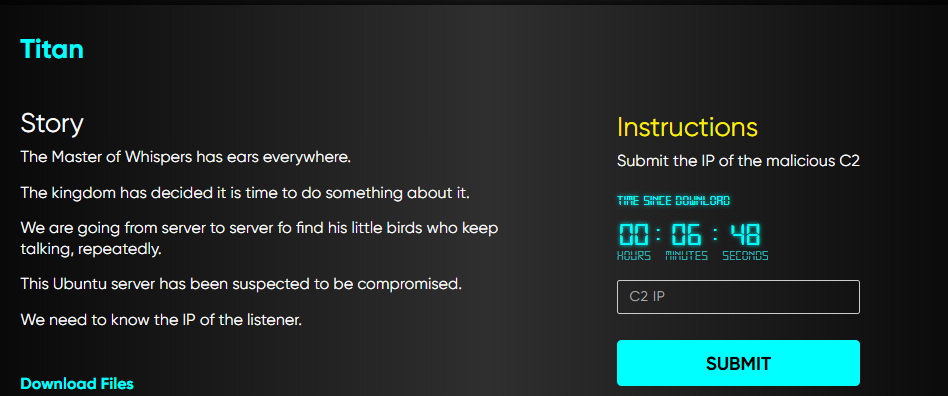 Titan
Story
The Master of Whispers has ears everywhere.
The kingdom has decided it is time to do something about it.
We are going from server to server fo find his little birds who keep
talking, repeatedly.
This Ubuntu server has been suspected to be compromised.
We need to know the IP of the listener.
Download Files
Instructions
Submit the IP of the malicious C2
TIME SINCE DOWNLOAD
00 : 06 : 48
HOURS MINUTES SECONDS
C2 IP
SUBMIT